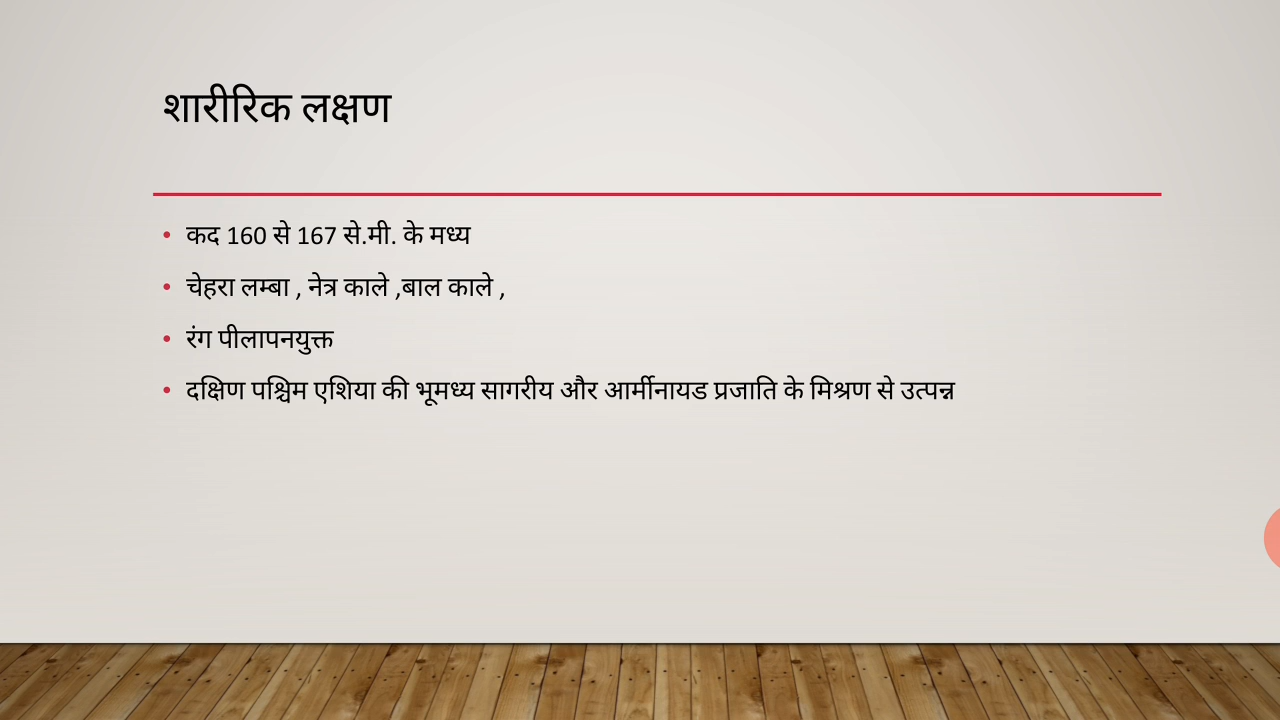 शारीरिक लक्षण
• कद 160 से 167 से.मी. के मध्य
• चेहरा लम्बा , नेत्र काले ,बाल काले ,
• रंग पीलापनयुक्त
• दक्षिण पश्चिम एशिया की भूमध्य सागरीय और आर्मीनायड प्रजाति के मिश्रण से उत्पन्न